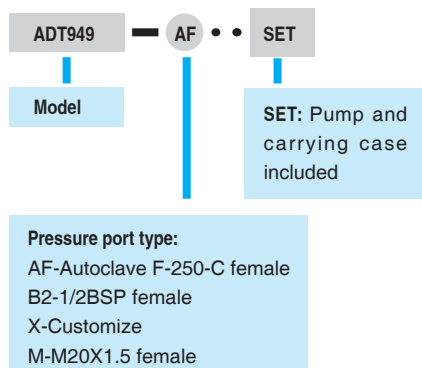 ADT949 — AF • • SET
Model
SET: Pump and
carrying case
included
Pressure port type:
AF-Autoclave F-250-C female
B2-1/2BSP female
X-Customize
M-M20X1.5 female